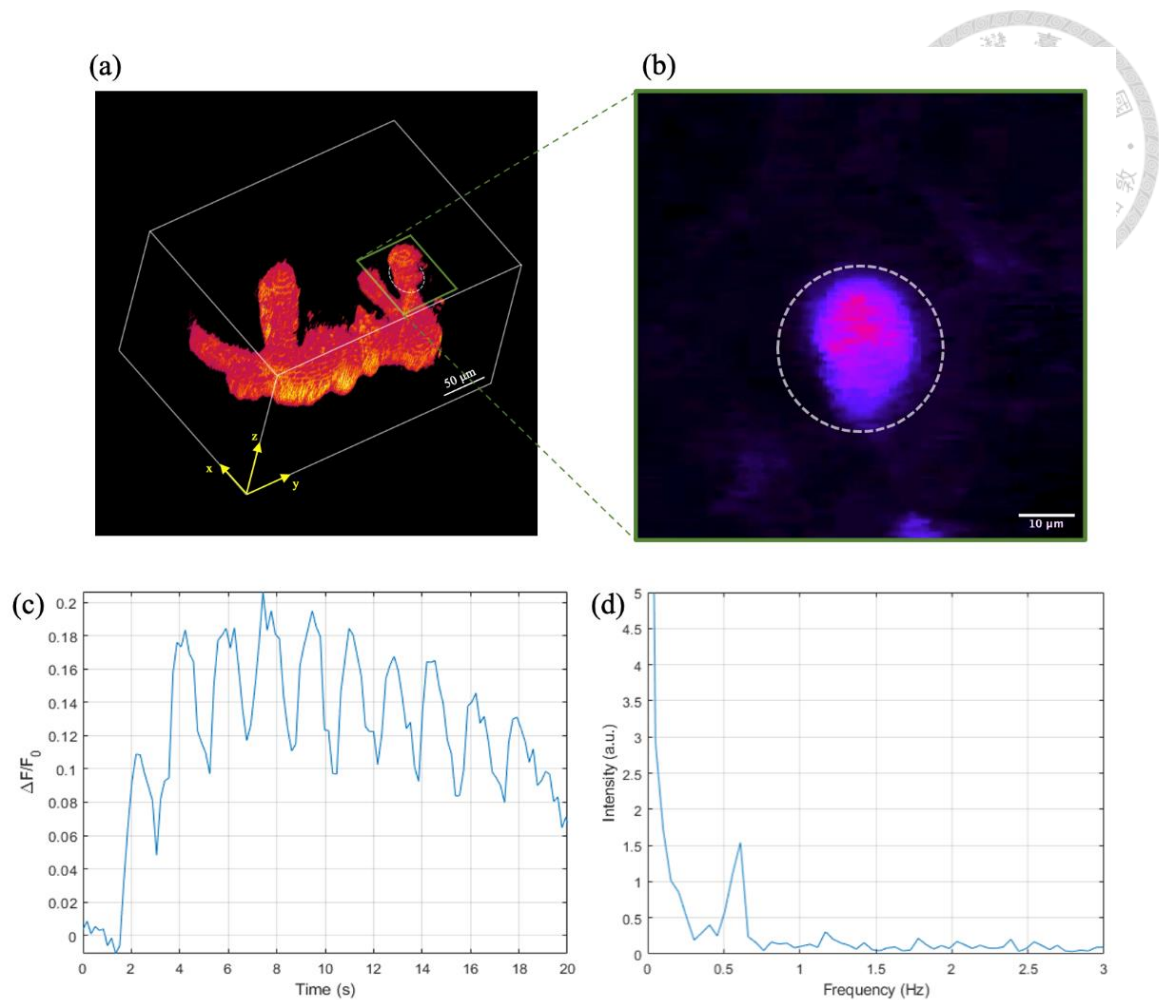 (a)
(b)
50 μm
z
x
y
10 μm
(c)
(d)
ΔF/F0
0.2
0.18
0.16
0.14
0.12
0.1
0.08
0.06
0.04
0.02
0
0 2 4 6 8 10 12 14 16 18 20
Time (s)
Intensity (a.u.)
5
4.5
4
3.5
3
2.5
2
1.5
1
0.5
0
0 0.5 1 1.5 2 2.5 3
Frequency (Hz)